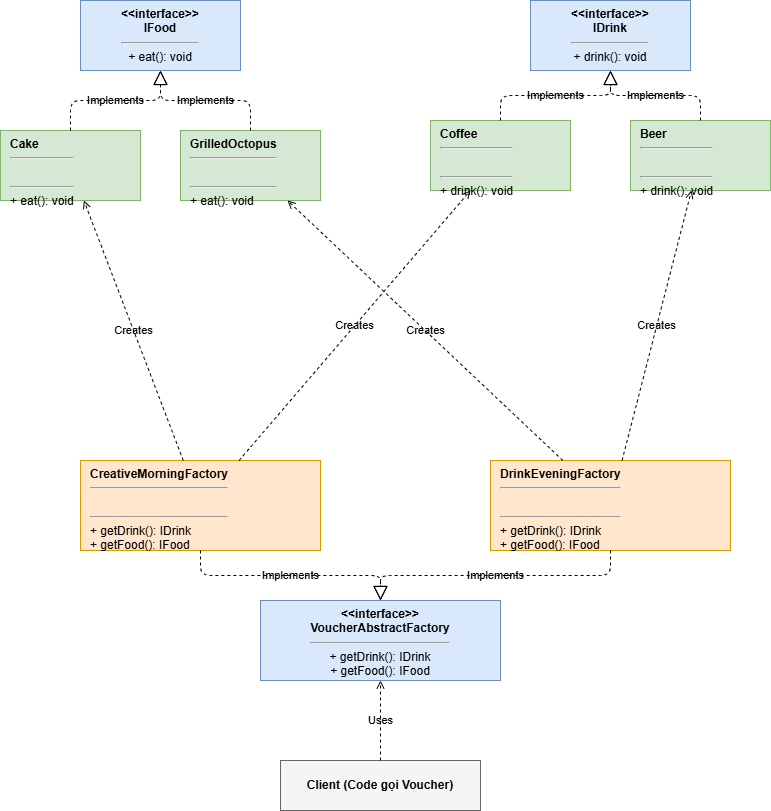 <<interface>>
IFood
+ eat(): void
<<interface>>
IDrink
+ drink(): void
Implements
Implements
Implements
Implements
Cake
+ eat(): void
GrilledOctopus
+ eat(): void
Coffee
+ drink(): void
Beer
+ drink(): void
Creates
Creates
Creates
Creates
CreativeMorningFactory
+ getDrink(): IDrink
+ getFood(): IFood
DrinkEveningFactory
+ getDrink(): IDrink
+ getFood(): IFood
Implements
Implements
<<interface>>
VoucherAbstractFactory
+ getDrink(): IDrink
+ getFood(): IFood
Uses
Client (Code gọi Voucher)